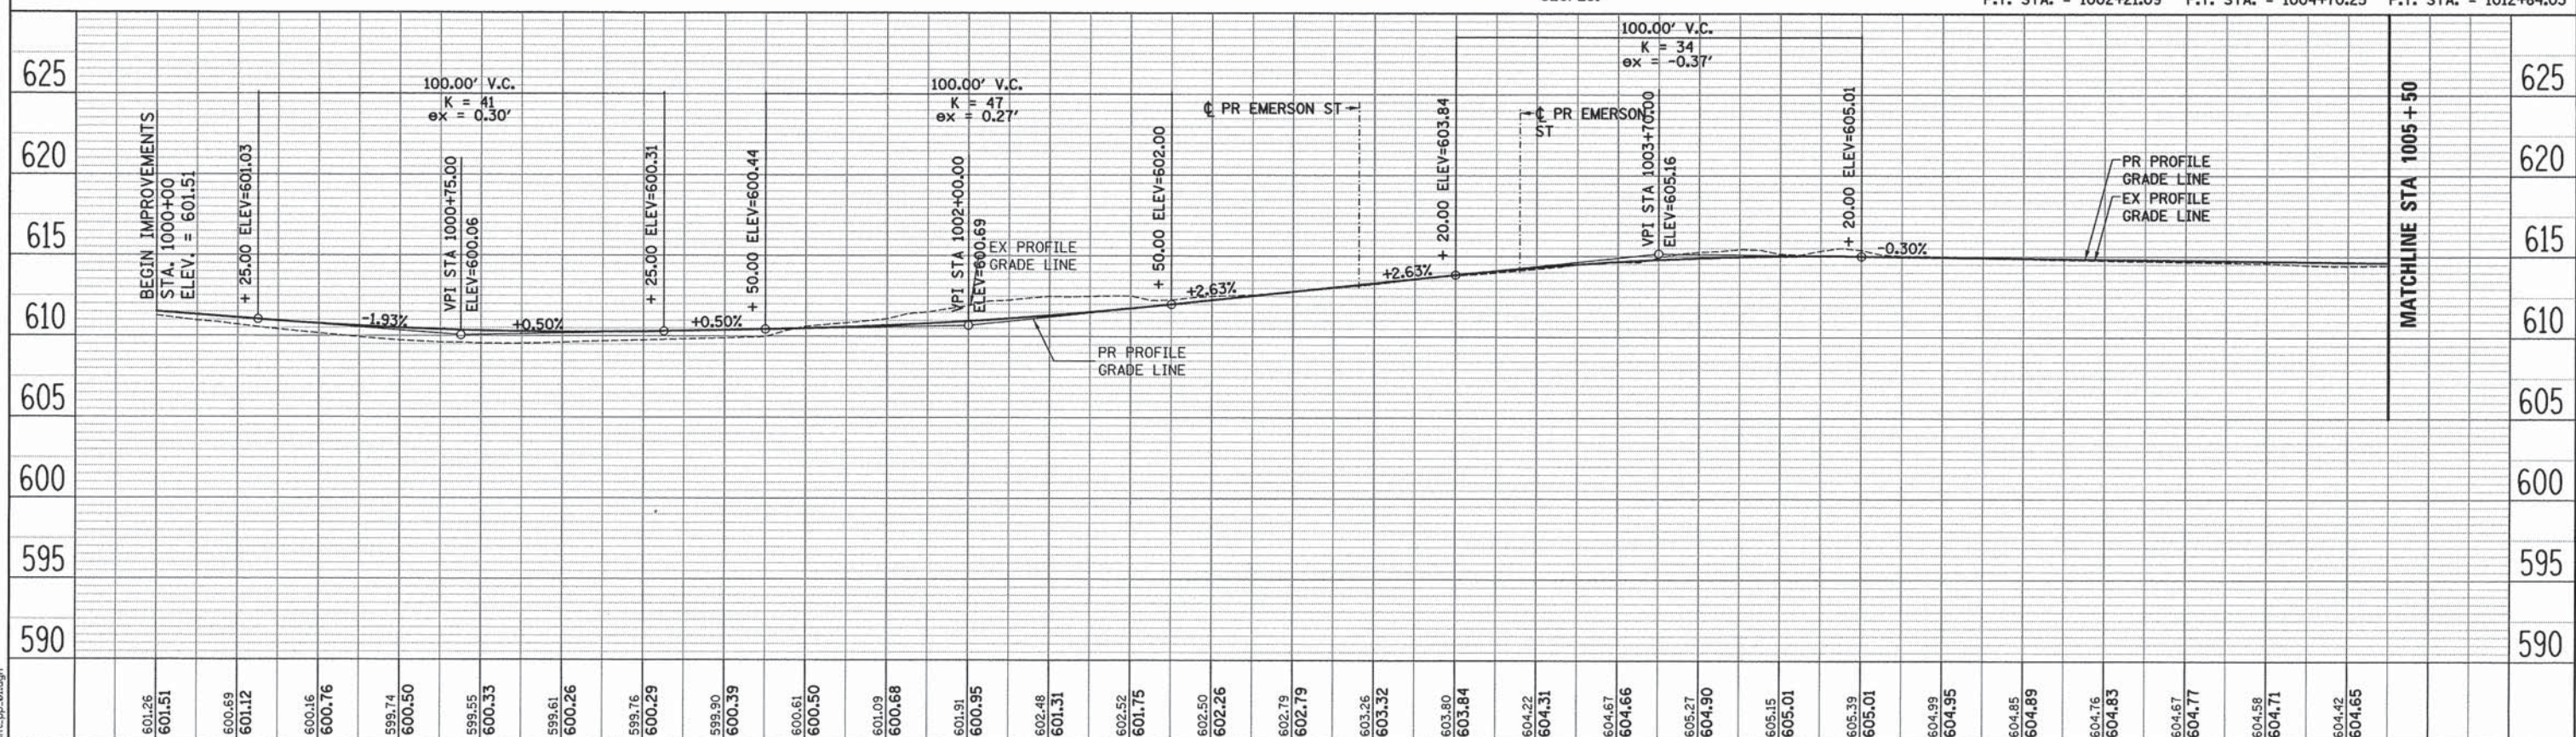 P.T. STA. = 1002+21.09 P.T. STA. = 1004+70.25 P.T. STA. = 1012+64.05
100.00' V.C.
K = 41
ex = 0.30'
100.00' V.C.
K = 47
ex = 0.27'
100.00' V.C.
K = 34
ex = -0.37'
625
620
615
610
605
600
595
590
BEGIN IMPROVEMENTS
STA. 1000+00
ELEV. = 601.51
+ 25.00 ELEV=601.03
-1.93%
VPI STA 1000+75.00
ELEV=600.06
+0.50%
+ 25.00 ELEV=600.31
+0.50%
+ 50.00 ELEV=600.44
VPI STA 1002+00.00
ELEV=600.69
EX PROFILE
GRADE LINE
PR PROFILE
GRADE LINE
+ 50.00 ELEV=602.00
+2.63%
℄ PR EMERSON ST
+2.63%
+ 20.00 ELEV=603.84
℄ PR EMERSON
ST
VPI STA 1003+70.00
ELEV=605.16
+ 20.00 ELEV=605.01
-0.30%
PR PROFILE
GRADE LINE
EX PROFILE
GRADE LINE
MATCHLINE STA 1005+50
625
620
615
610
605
600
595
590
601.26
601.51
600.69
601.12
600.16
600.76
599.74
600.50
599.55
600.33
599.61
600.26
599.76
600.29
599.90
600.39
600.61
600.50
601.09
600.68
601.91
600.95
602.48
601.31
602.52
601.75
602.50
602.26
602.79
602.79
603.26
603.32
603.80
603.84
604.22
604.31
604.67
604.66
605.27
604.90
605.15
605.01
605.39
605.01
604.99
604.95
604.85
604.89
604.76
604.83
604.67
604.77
604.58
604.71
604.42
604.65